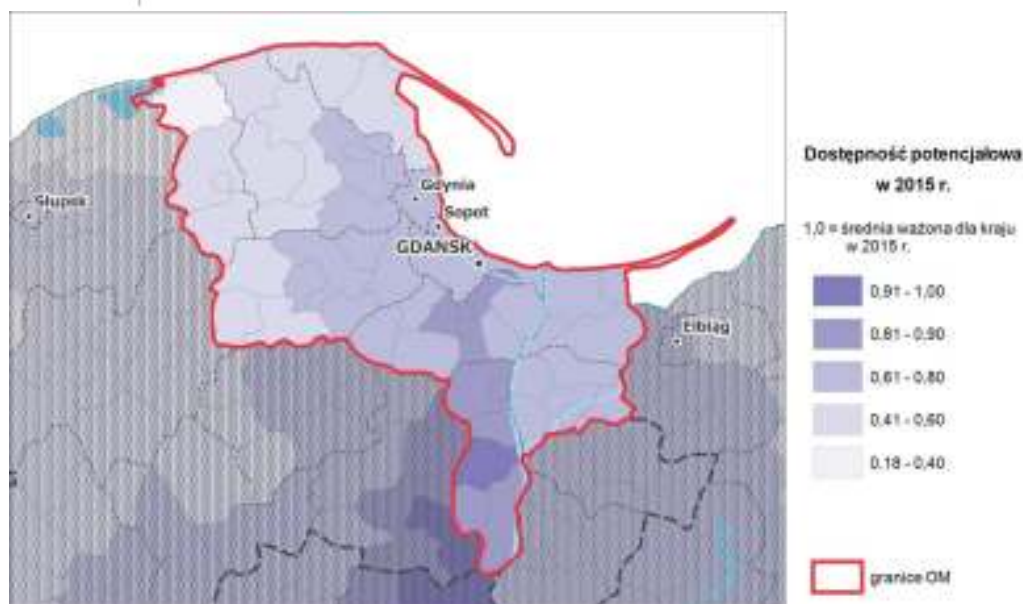 Słupsk
Gdynia
Sopot
GDAŃSK
Elbląg
Dostępność potencjałowa
w 2015 r.
1,0 = średnia ważona dla kraju
w 2015 r.
0,91 - 1,00
0,81 - 0,90
0,61 - 0,80
0,41 - 0,60
0,18 - 0,40
granice OM